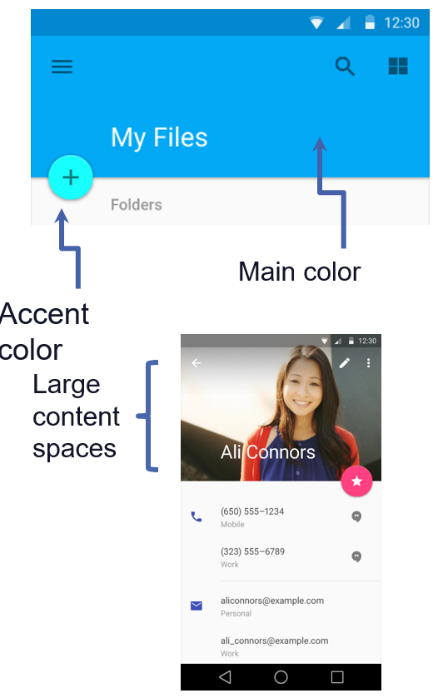 12:30
My Files
+
Folders
Main color
Accent
color
Large
content
spaces
12:30
Ali Connors
(650) 555–1234
Mobile
(323) 555–6789
Work
aliconnors@example.com
Personal
ali_connors@example.com
Work